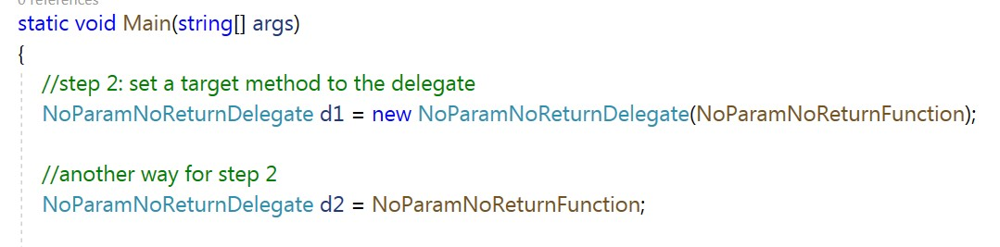 0 references
static void Main(string[] args)
{
//step 2: set a target method to the delegate
NoParamNoReturnDelegate d1 = new NoParamNoReturnDelegate(NoParamNoReturnFunction);
//another way for step 2
NoParamNoReturnDelegate d2 = NoParamNoReturnFunction;